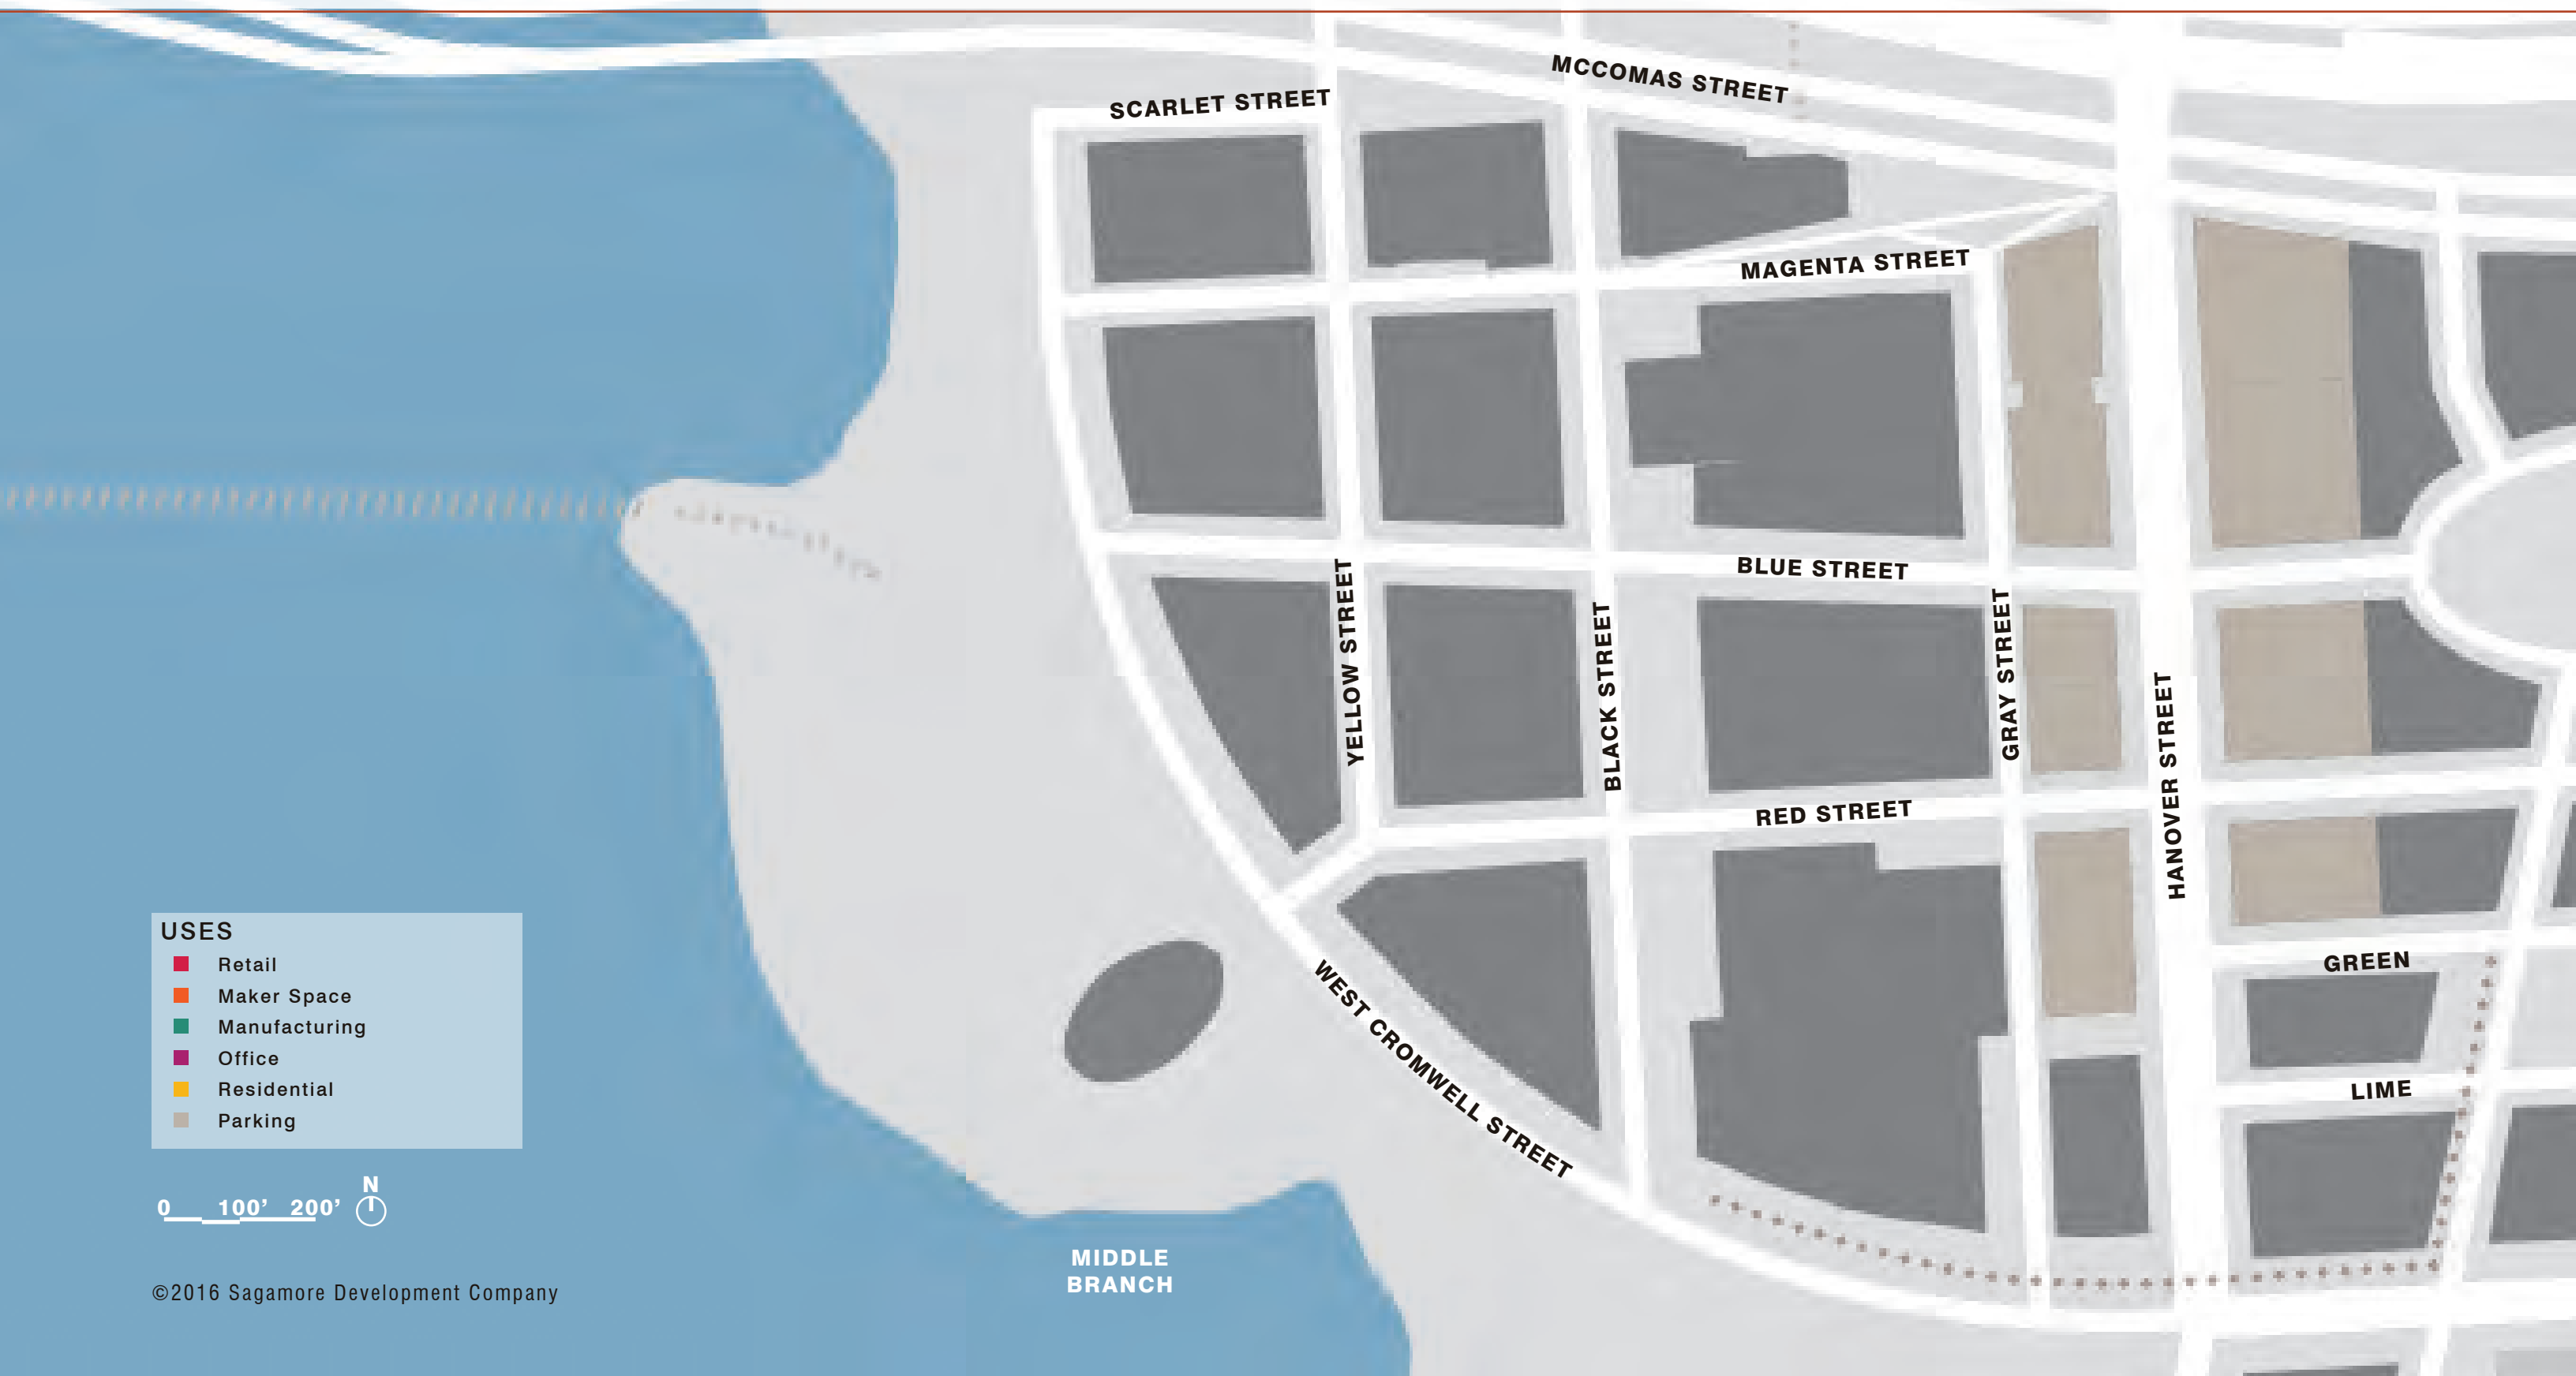 MCCOMAS STREET
SCARLET STREET
MAGENTA STREET
BLUE STREET
YELLOW STREET
BLACK STREET
GRAY STREET
HANOVER STREET
RED STREET
GREEN
LIME
WEST CROMWELL STREET
USES
Retail
Maker Space
Manufacturing
Office
Residential
Parking
N
0 100’ 200’
MIDDLE
BRANCH
©2016 Sagamore Development Company